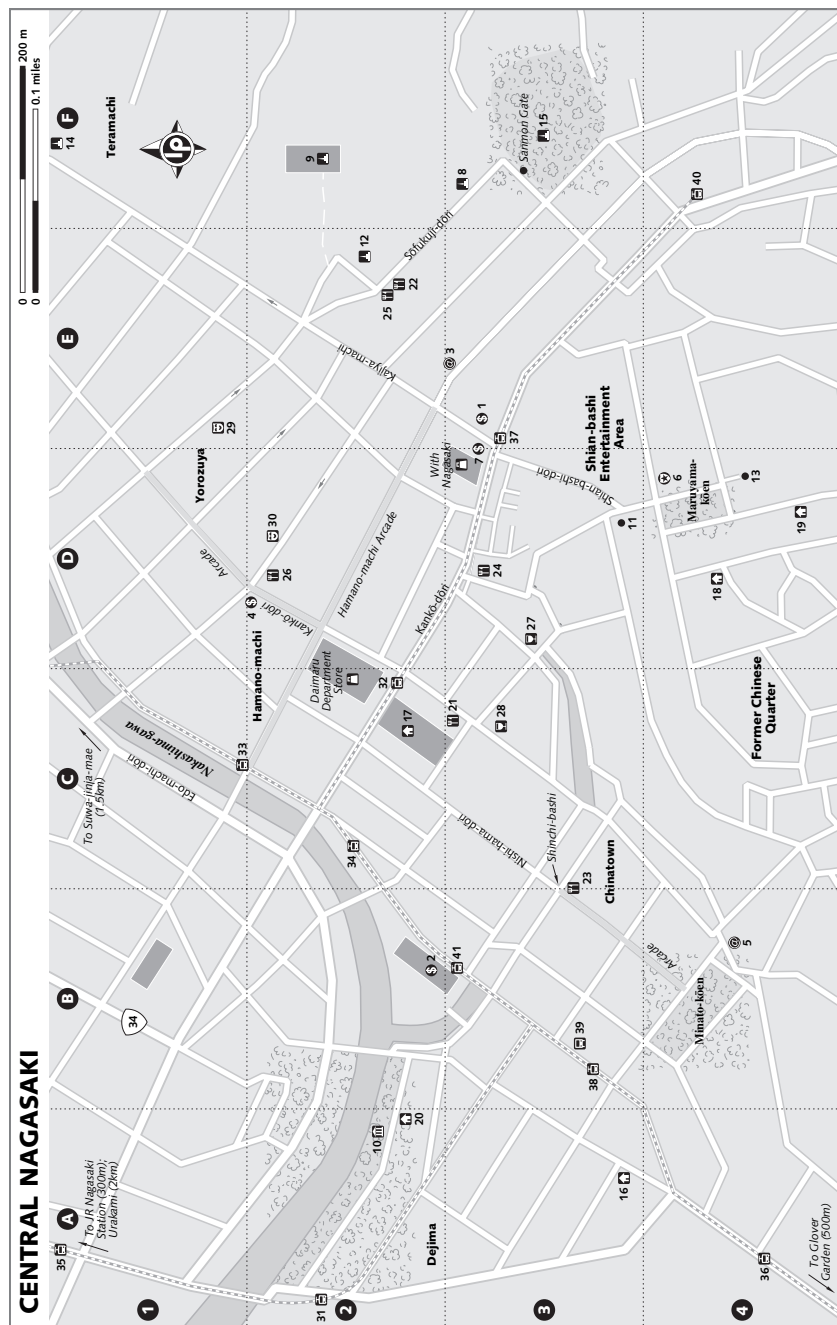 CENTRAL NAGASAKI
0 200 m
0 0.1 miles
A
B
C
D
E
F
1
2
3
4
35
To JR Nagasaki
Station (300m);
Urakami (2km)
34
To Suwa-jinja-mae
(1.5km)
Edo-machi-dōri
Nakashima-gawa
33
Hamano-machi
4
Arcade
Kankō-dōri
26
30
Yorozuya
29
Teramachi
14
LP
9
31
10
20
Dejima
2
41
34
Daimaru
Department
Store
32
17
Hamano-machi Arcade
Kankō-dōri
With
Nagasaki
7
Kajiya-machi
12
25
22
Sōfukuji-dōri
8
3
1
37
Sanmon Gate
15
16
38
39
Nishi-hama-dōri
Shinchi-bashi
23
Chinatown
21
28
27
24
Shian-bashi-dōri
Shian-bashi
Entertainment
Area
11
40
36
To Glover
Garden (500m)
Minato-kōen
Arcade
5
Former Chinese
Quarter
18
19
Maruyama-
kōen
6
13